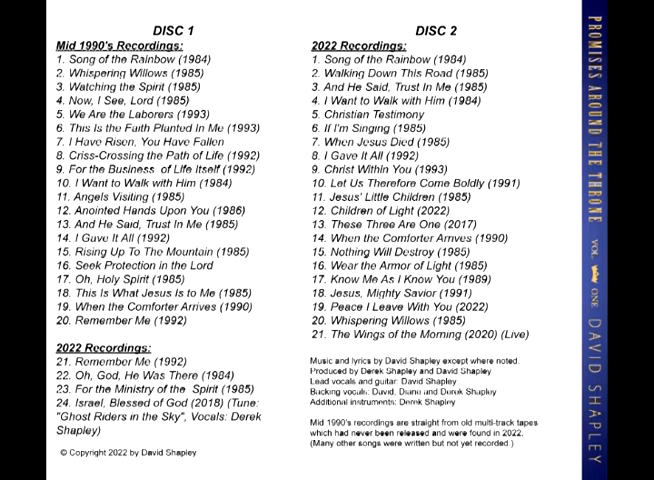 DISC 1
Mid 1990's Recordings:
1. Song of the Rainbow (1984)
2. Whispering Willows (1985)
3. Watching the Spirit (1985)
4. Now, I See, Lord (1985)
5. We Are the Laborers (1993)
6. This Is the Faith Planted In Me (1993)
7. I Have Risen, You Have Fallen
8. Criss-Crossing the Path of Life (1992)
9. For the Business of Life Itself (1992)
10. I Want to Walk with Him (1984)
11. Angels Visiting (1985)
12. Anointed Hands Upon You (1986)
13. And He Said, Trust In Me (1985)
14. I Gave It All (1992)
15. Rising Up To The Mountain (1985)
16. Seek Protection in the Lord
17. Oh, Holy Spirit (1985)
18. This Is What Jesus Is to Me (1985)
19. When the Comforter Arrives (1990)
20. Remember Me (1992)
2022 Recordings:
21. Remember Me (1992)
22. Oh, God, He Was There (1984)
23. For the Ministry of the Spirit (1985)
24. Israel, Blessed of God (2018) (Tune:
"Ghost Riders in the Sky", Vocals: Derek
Shapley)
© Copyright 2022 by David Shapley
DISC 2
2022 Recordings:
1. Song of the Rainbow (1984)
2. Walking Down This Road (1985)
3. And He Said, Trust In Me (1985)
4. I Want to Walk with Him (1984)
5. Christian Testimony
6. If I'm Singing (1985)
7. When Jesus Died (1985)
8. I Gave It All (1992)
9. Christ Within You (1993)
10. Let Us Therefore Come Boldly (1991)
11. Jesus' Little Children (1985)
12. Children of Light (2022)
13. These Three Are One (2017)
14. When the Comforter Arrives (1990)
15. Nothing Will Destroy (1985)
16. Wear the Armor of Light (1985)
17. Know Me As I Know You (1989)
18. Jesus, Mighty Savior (1991)
19. Peace I Leave With You (2022)
20. Whispering Willows (1985)
21. The Wings of the Morning (2020) (Live)
Music and lyrics by David Shapley except where noted.
Produced by Derek Shapley and David Shapley
Lead vocals and guitar: David Shapley
Backing vocals: David, Diane and Derek Shapley
Additional instruments: Derek Shapley
Mid 1990's recordings are straight from old multi-track tapes
which had never been released and were found in 2022.
(Many other songs were written but not yet recorded.)
PROMISES AROUND THE THRONE VOL. ONE DAVID SHAPLEY